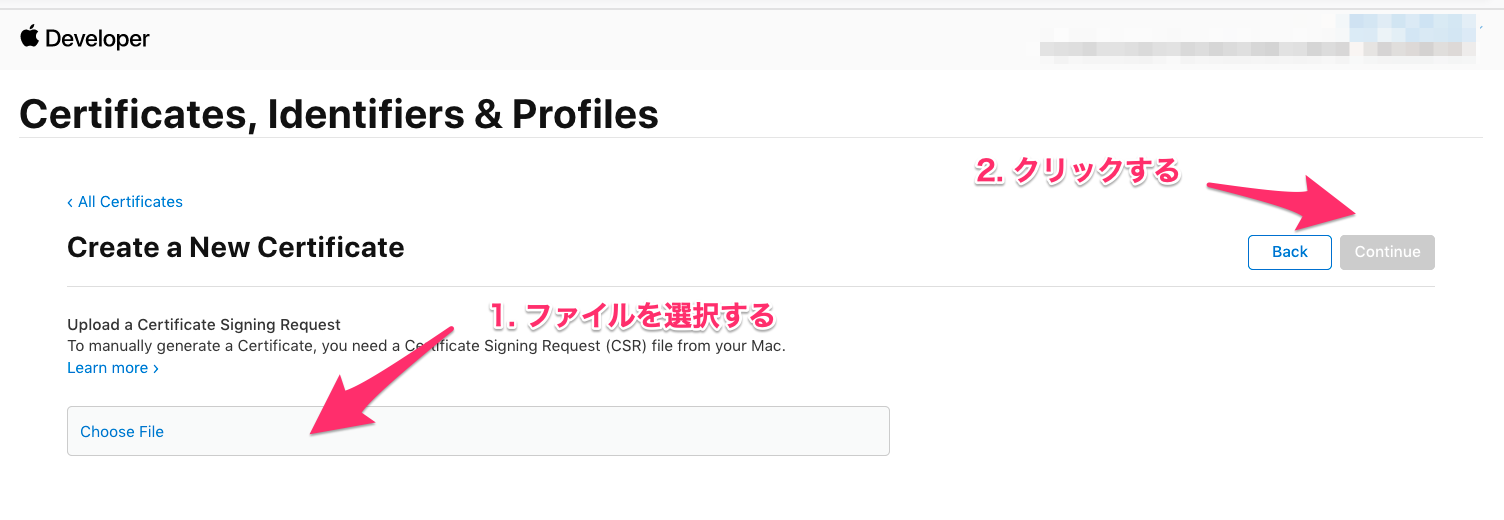 Developer
Certificates, Identifiers & Profiles
2. クリックする
‹ All Certificates
Create a New Certificate
Back
Continue
1. ファイルを選択する
Upload a Certificate Signing Request
To manually generate a Certificate, you need a Certificate Signing Request (CSR) file from your Mac.
Learn more ›
Choose File